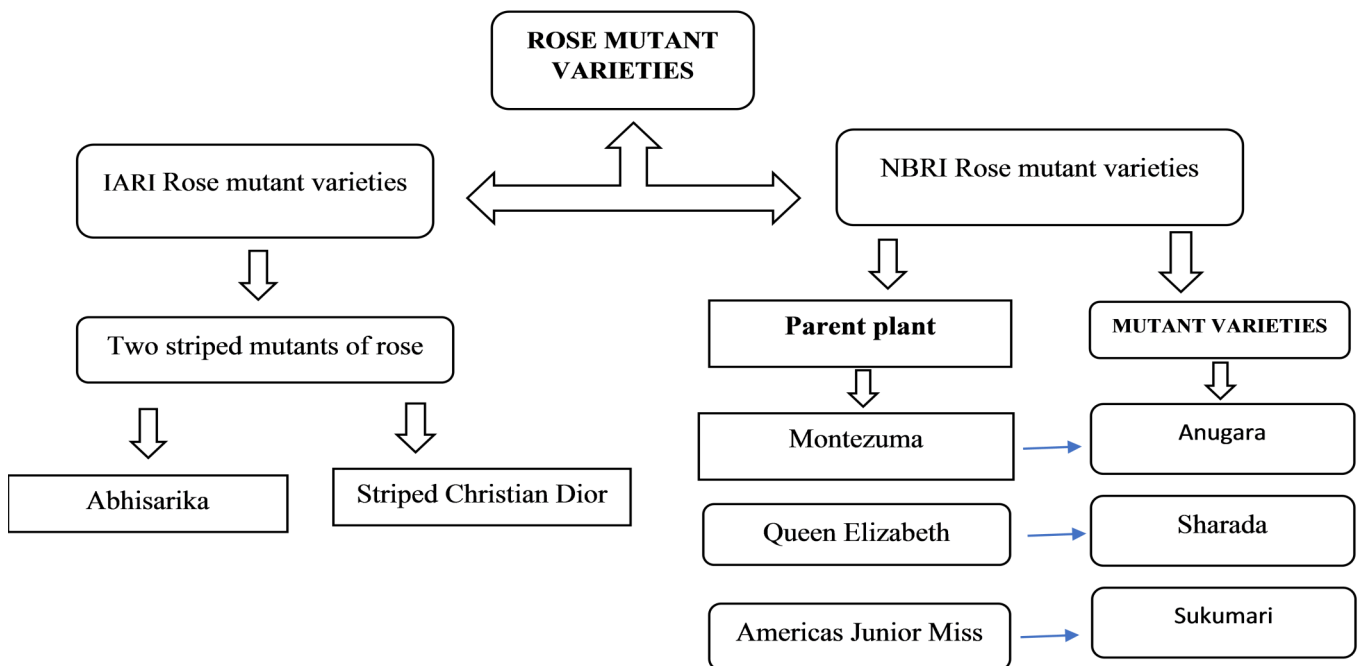 ROSE MUTANT
VARIETIES
IARI Rose mutant varieties
NBRI Rose mutant varieties
Two striped mutants of rose
Abhisarika
Striped Christian Dior
Parent plant
MUTANT VARIETIES
Montezuma
Anugara
Queen Elizabeth
Sharada
Americas Junior Miss
Sukumari